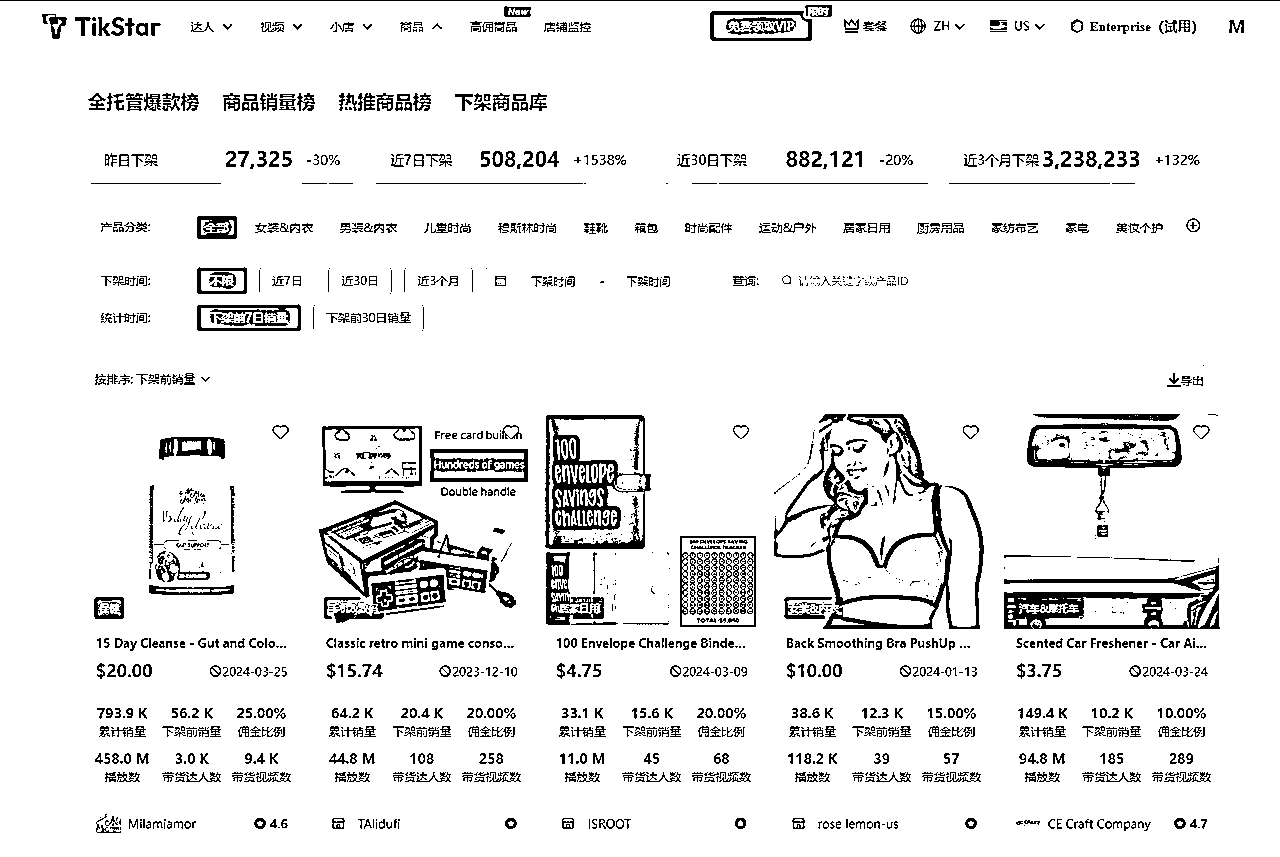 TikStar 达人 视频 小店 商品 高佣商品 New 店铺监控 免费领取VIP 限时 套餐 ZH US Enterprise (试用) M
全托管爆款榜 商品销量榜 热推商品榜 下架商品库
昨日下架 27,325 -30% 近7日下架 508,204 +1538% 近30日下架 882,121 -20% 近3个月下架 3,238,233 +132%
产品分类: 全部 女装&内衣 男装&内衣 儿童时尚 穆斯林时尚 鞋靴 箱包 时尚配件 运动&户外 居家日用 厨房用品 家纺布艺 家电 美妆个护
下架时间: 不限 近7日 近30日 近3个月 下架时间 - 下架时间 查询: 请输入关键字或产品ID
统计时间: 下架前7日销量 下架前30日销量
按排序: 下架前销量 导出
Free card built-in
Hundreds of games
Double handle
15 day Cleanse
GUT SUPPORT
100
ENVELOPE
SAVINGS
CHALLENGE
100 ENVELOPE SAVING
CHALLENGE TRACKER
TOTAL $5,050
保健 手机&数码 居家日用 女装&内衣 汽车&摩托车
15 Day Cleanse - Gut and Colo... Classic retro mini game conso... 100 Envelope Challenge Binde... Back Smoothing Bra PushUp ... Scented Car Freshener - Car Ai...
$20.00 2024-03-25 $15.74 2023-12-10 $4.75 2024-03-09 $10.00 2024-01-13 $3.75 2024-03-24
793.9 K 56.2 K 25.00% 64.2 K 20.4 K 20.00% 33.1 K 15.6 K 20.00% 38.6 K 12.3 K 15.00% 149.4 K 10.2 K 10.00%
累计销量 下架前销量 佣金比例 累计销量 下架前销量 佣金比例 累计销量 下架前销量 佣金比例 累计销量 下架前销量 佣金比例 累计销量 下架前销量 佣金比例
458.0 M 3.0 K 9.4 K 44.8 M 108 258 11.0 M 45 68 118.2 K 39 57 94.8 M 185 289
播放数 带货达人数 带货视频数 播放数 带货达人数 带货视频数 播放数 带货达人数 带货视频数 播放数 带货达人数 带货视频数 播放数 带货达人数 带货视频数
Milamiamor 4.6 TAlidufi ISROOT rose lemon-us CE Craft Company 4.7